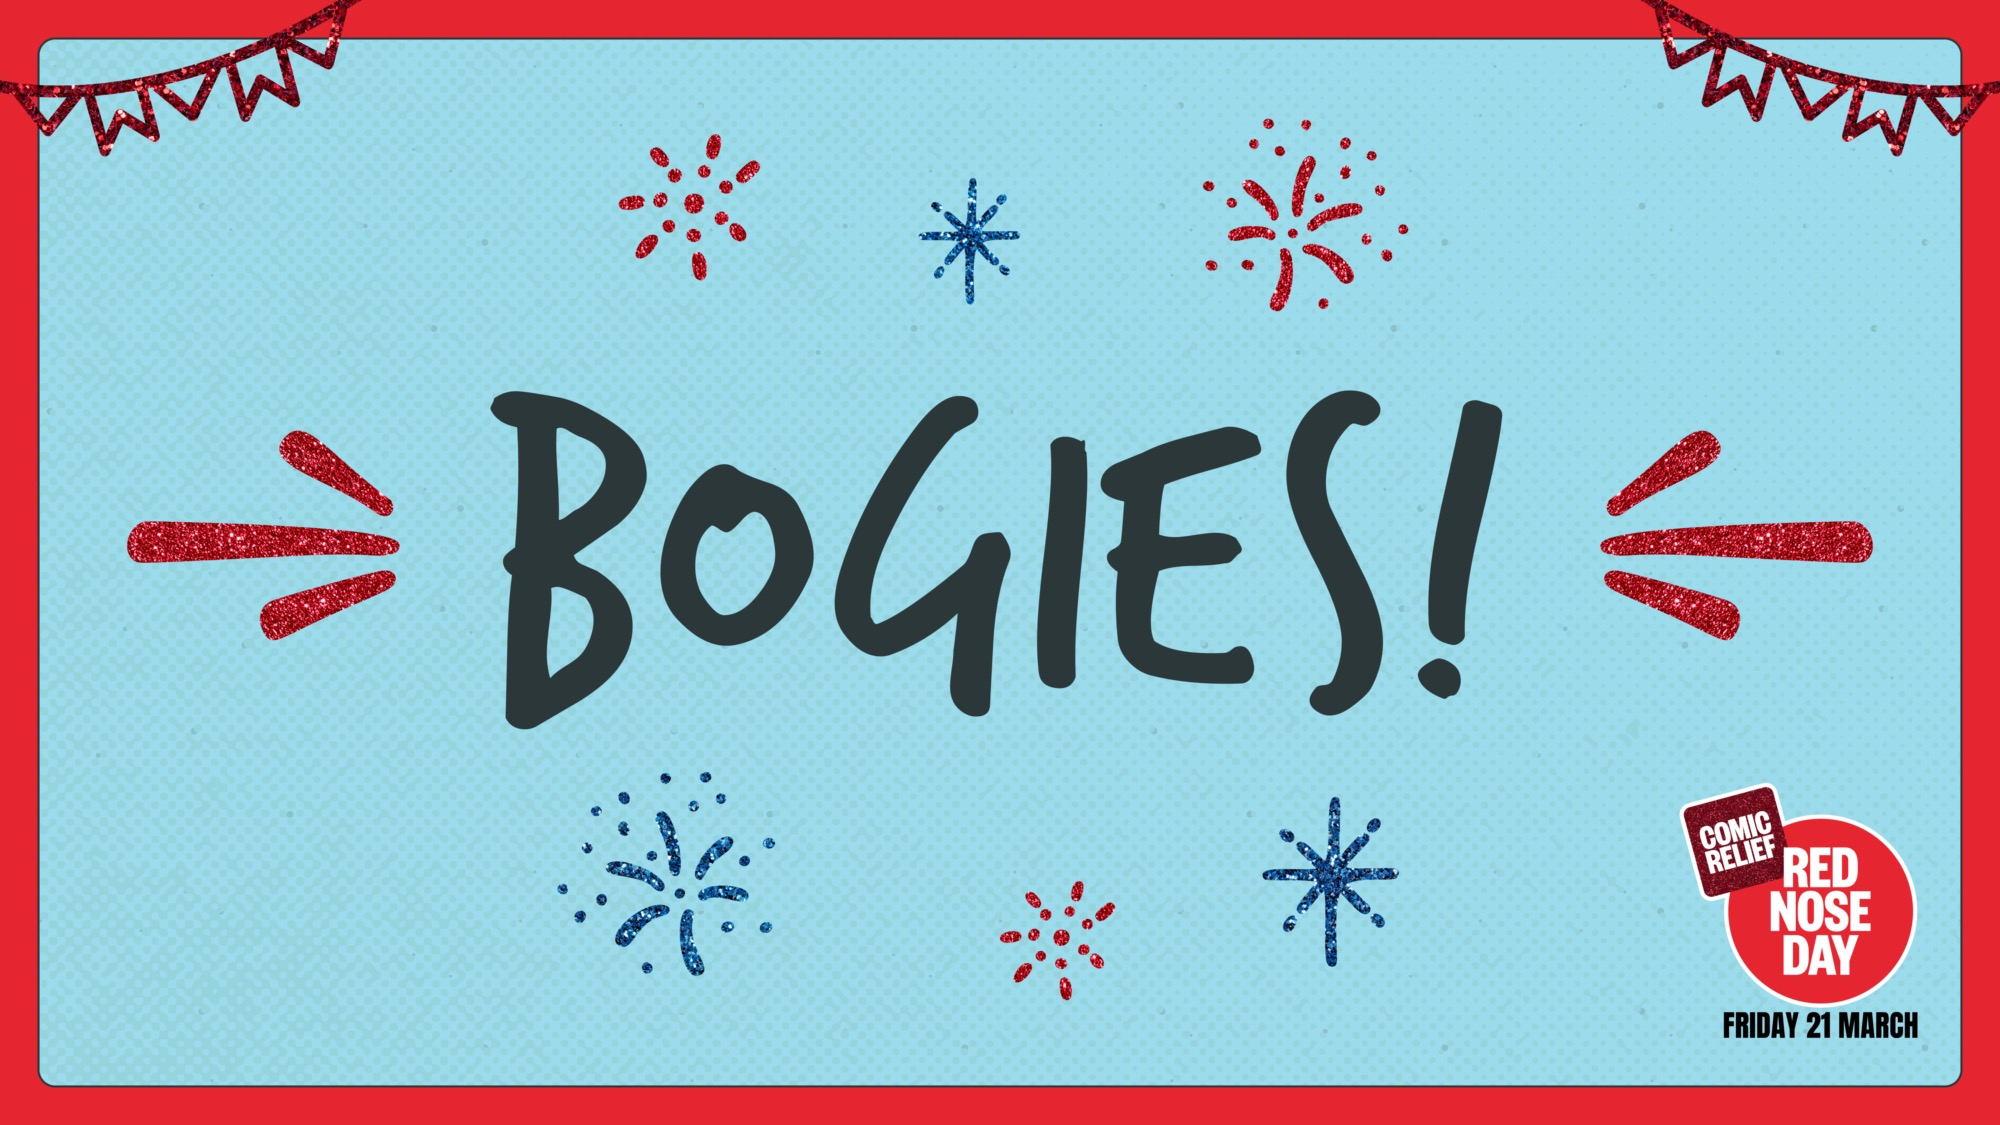 BOGIES!
COMIC
RELIEF
RED
NOSE
DAY
FRIDAY 21 MARCH